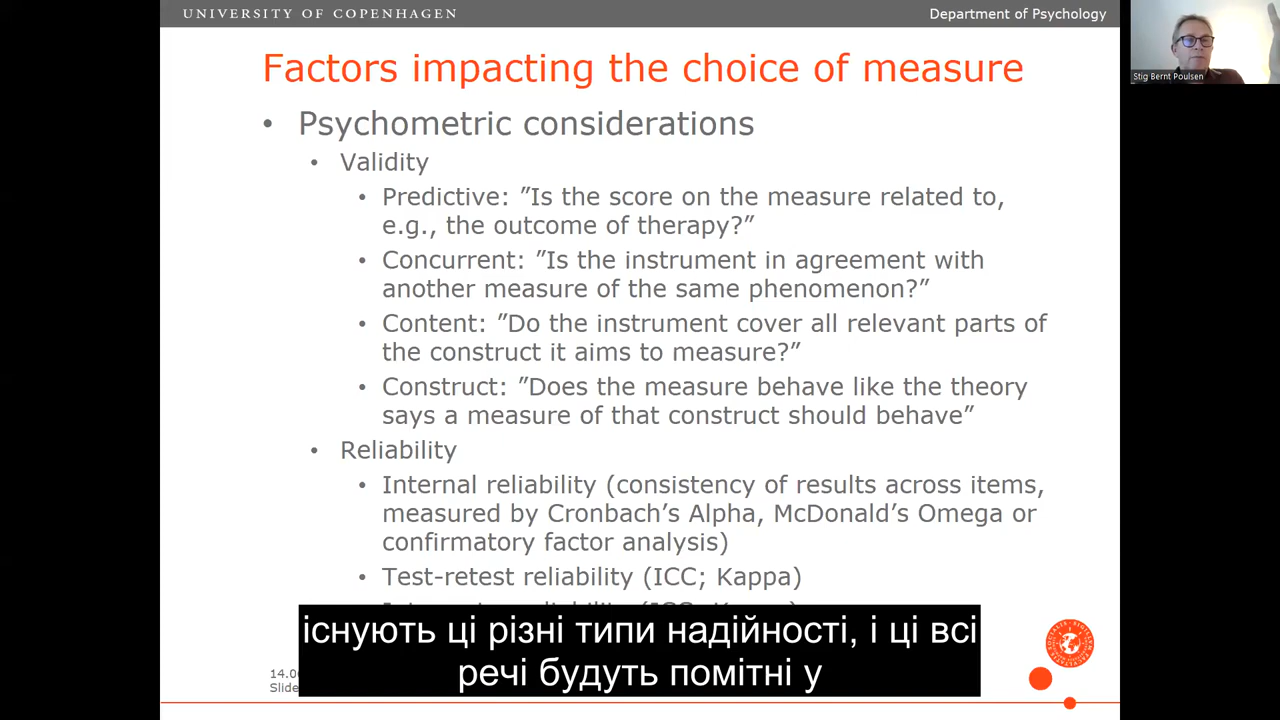 UNIVERSITY OF COPENHAGEN
Department of Psychology
Stig Bernt Poulsen
Factors impacting the choice of measure
• Psychometric considerations
• Validity
• Predictive: ”Is the score on the measure related to,
e.g., the outcome of therapy?”
• Concurrent: ”Is the instrument in agreement with
another measure of the same phenomenon?”
• Content: ”Do the instrument cover all relevant parts of
the construct it aims to measure?”
• Construct: ”Does the measure behave like the theory
says a measure of that construct should behave”
• Reliability
• Internal reliability (consistency of results across items,
measured by Cronbach’s Alpha, McDonald’s Omega or
confirmatory factor analysis)
• Test-retest reliability (ICC; Kappa)
існують ці різні типи надійності, і ці всі
речі будуть помітні у
Slide